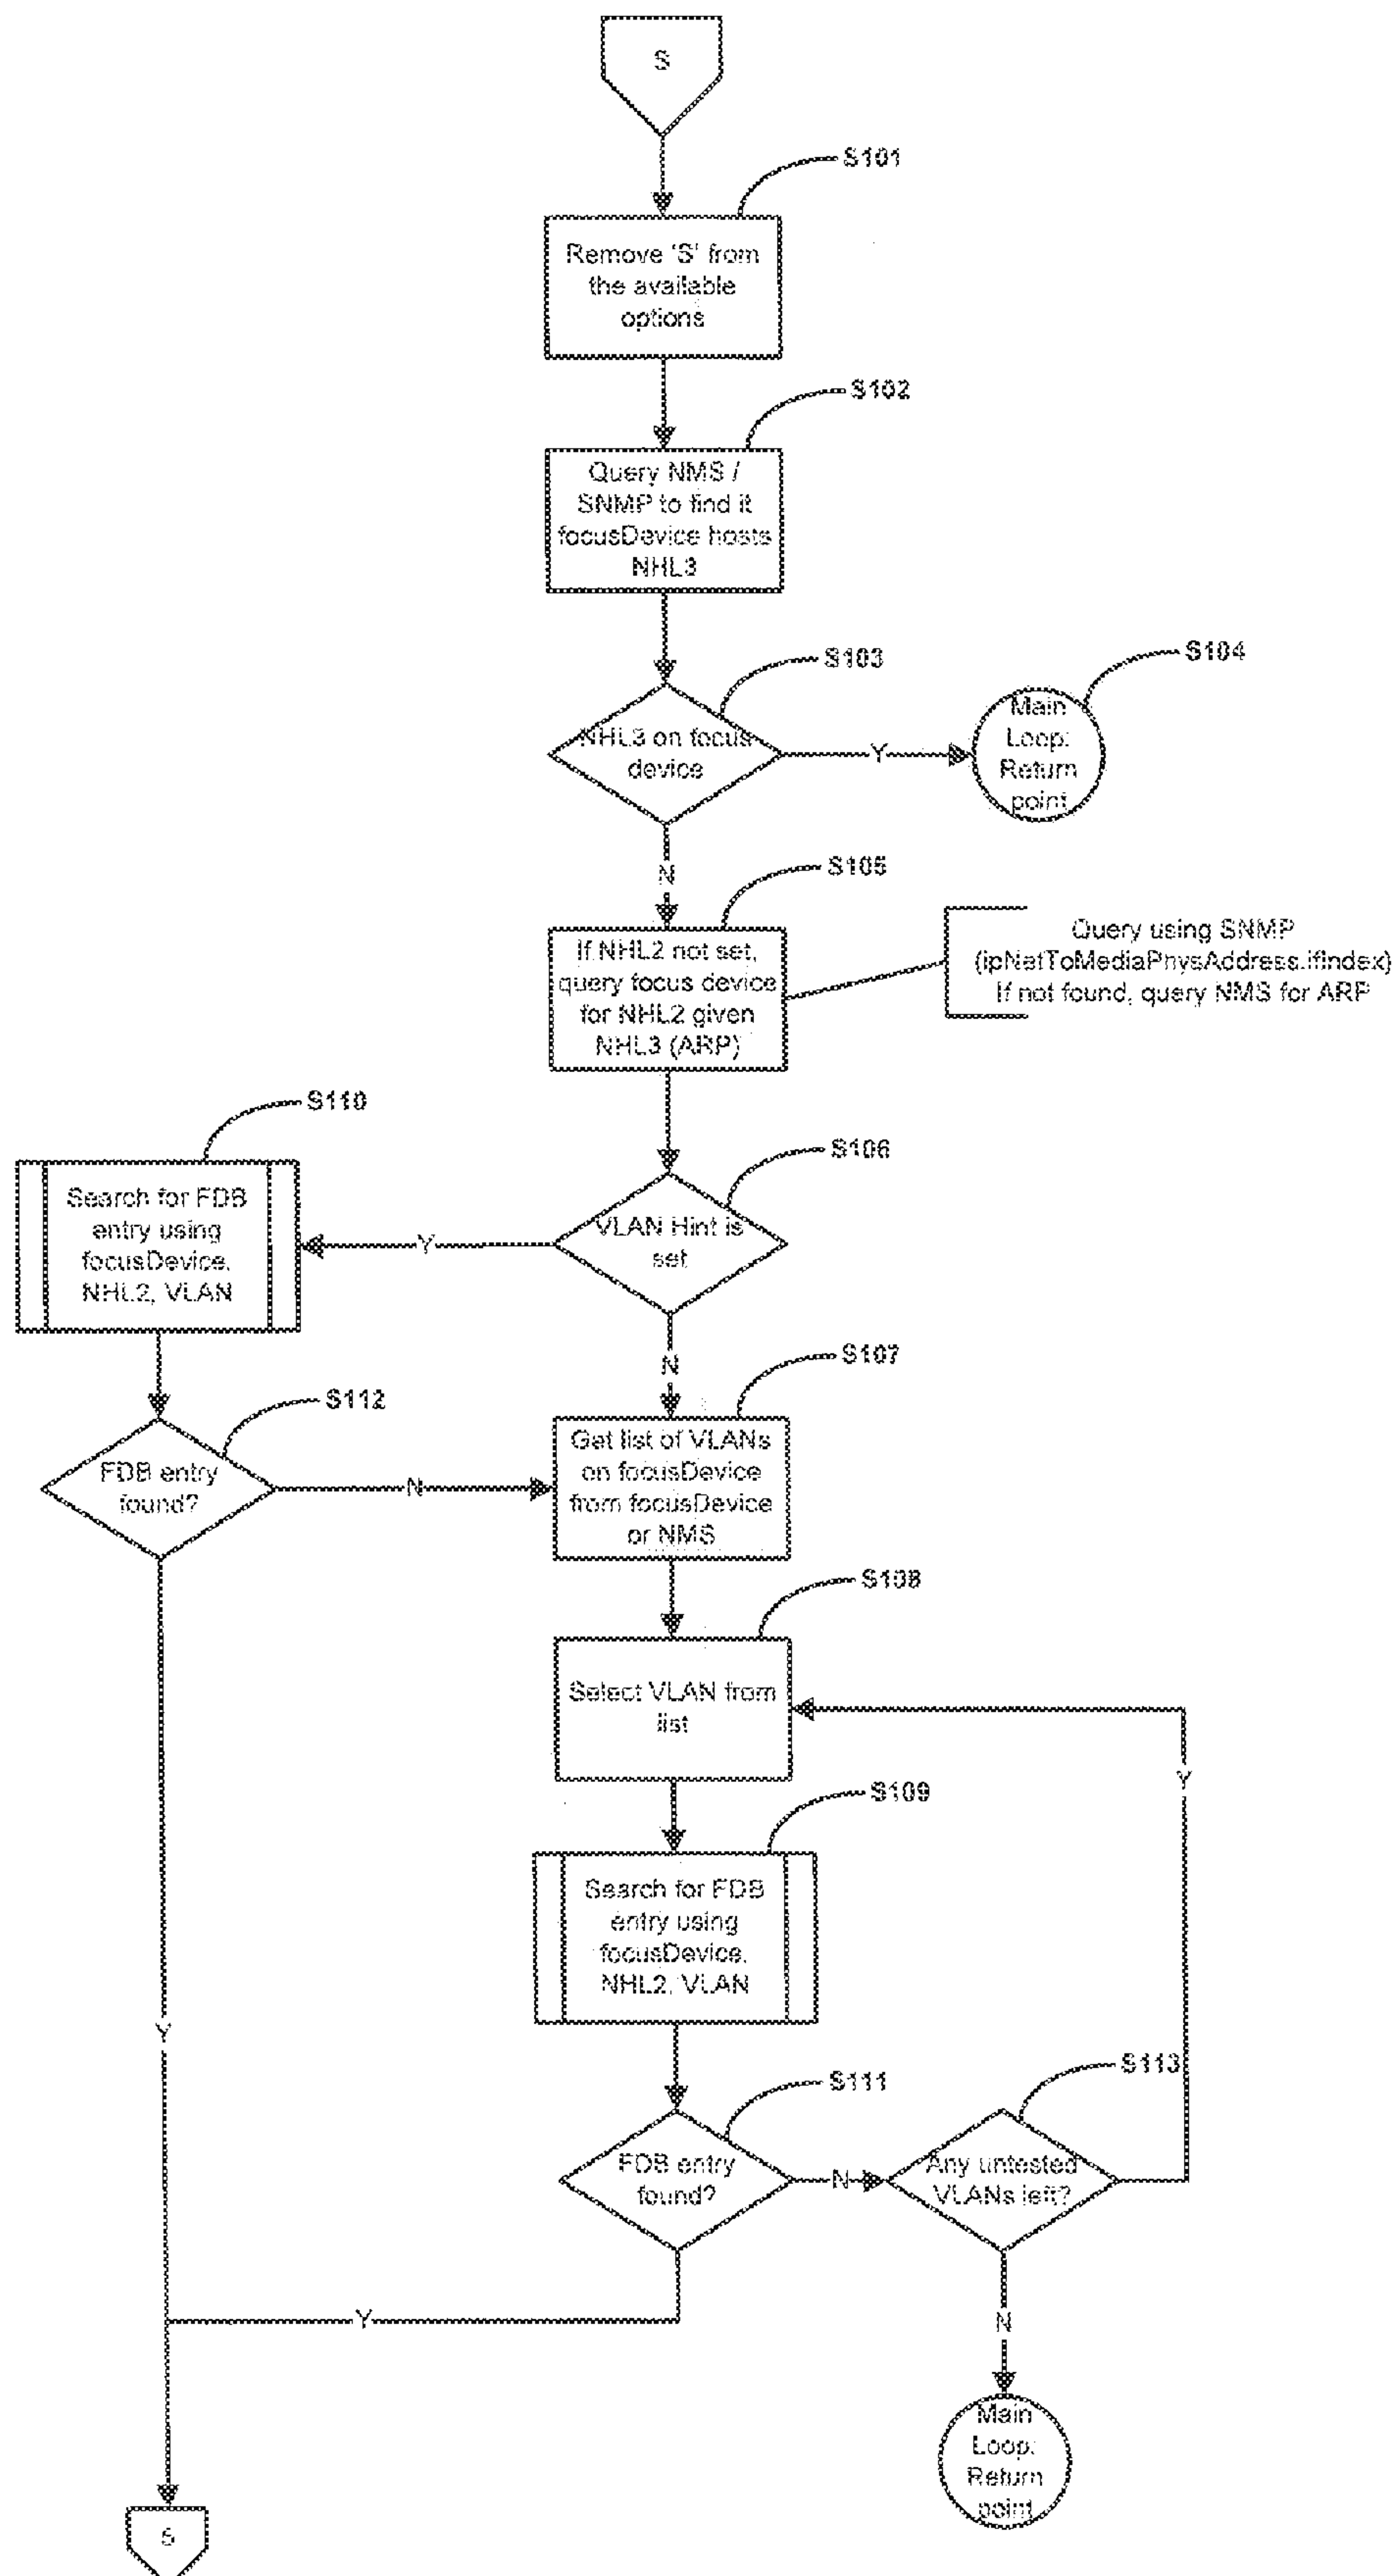 S
S101
Remove 'S' from
the available
options
S102
Query NMS /
SNMP to find it
focusDevice hosts
NHL3
S103
NHL3 on focus
device
Y
S104
Main
Loop:
Return
point
N
S105
If NHL2 not set,
query focus device
for NHL2 given
NHL3 (ARP)
Query using SNMP
(ipNetToMediaPhysAddress.ifIndex)
If not found, query NMS for ARP
S106
VLAN Hint is
set
Y
S110
Search for FDB
entry using
focusDevice,
NHL2, VLAN
N
S107
Get list of VLANs
on focusDevice
from focusDevice
or NMS
S112
FDB entry
found?
N
S108
Select VLAN from
list
Y
S109
Search for FDB
entry using
focusDevice,
NHL2, VLAN
Y
S111
FDB entry
found?
N
S113
Any untested
VLANs left?
Y
N
Main
Loop:
Return
point